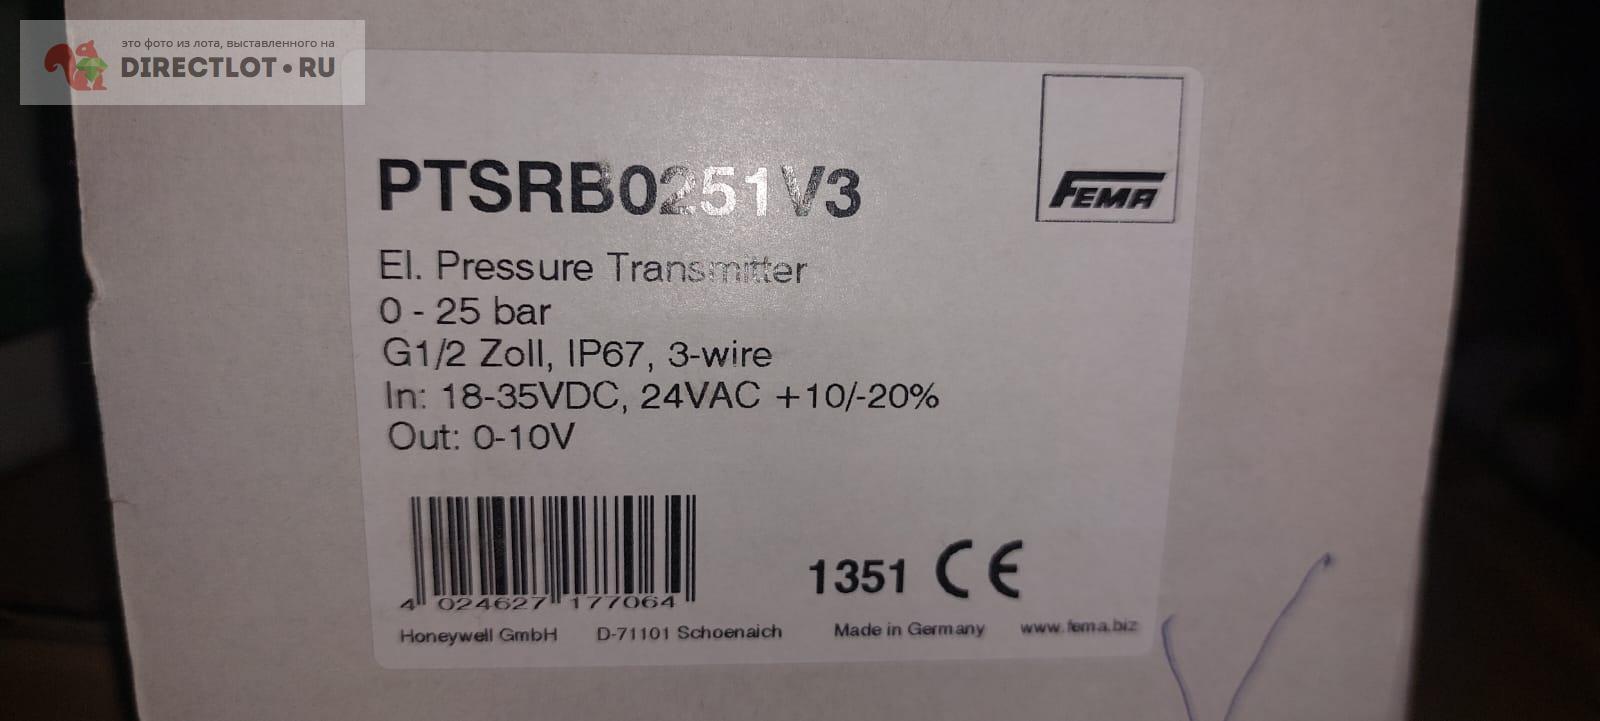 это фото из лота, выставленного на
DIRECTLOT•RU
FEMA
PTSRB0251V3
El. Pressure Transmitter
0 - 25 bar
G1/2 Zoll, IP67, 3-wire
In: 18-35VDC, 24VAC +10/-20%
Out: 0-10V
1351 CE
4 024627 177064
Honeywell GmbH D-71101 Schoenaich Made in Germany www.fema.biz